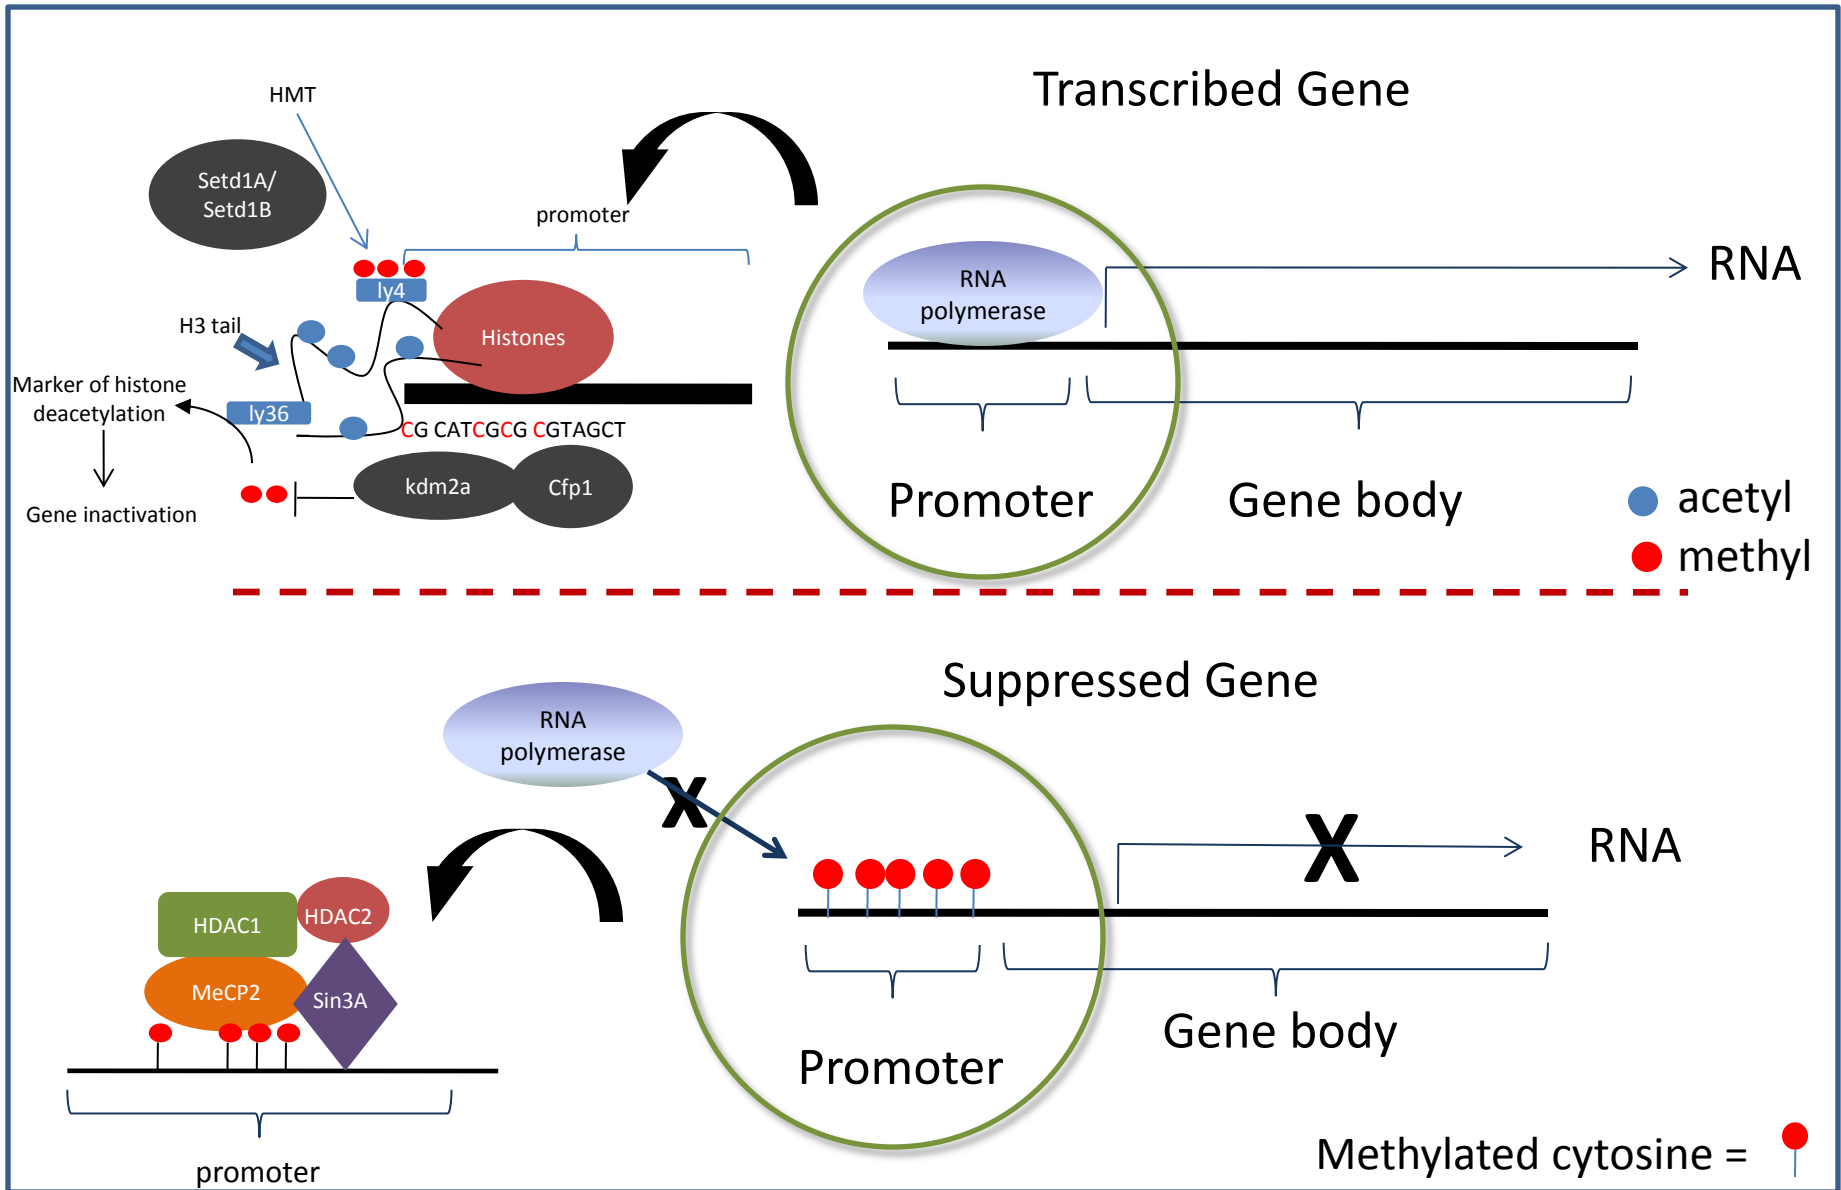 Transcribed Gene
HMT
Setd1A/
Setd1B
promoter
ly4
H3 tail
Histones
Marker of histone
deacetylation
ly36
CG CATCGCG CGTAGCT
kdm2a
Cfp1
Gene inactivation
RNA
polymerase
RNA
Promoter
Gene body
acetyl
methyl
Suppressed Gene
RNA
polymerase
X
X
RNA
HDAC1
HDAC2
MeCP2
Sin3A
promoter
Promoter
Gene body
Methylated cytosine =